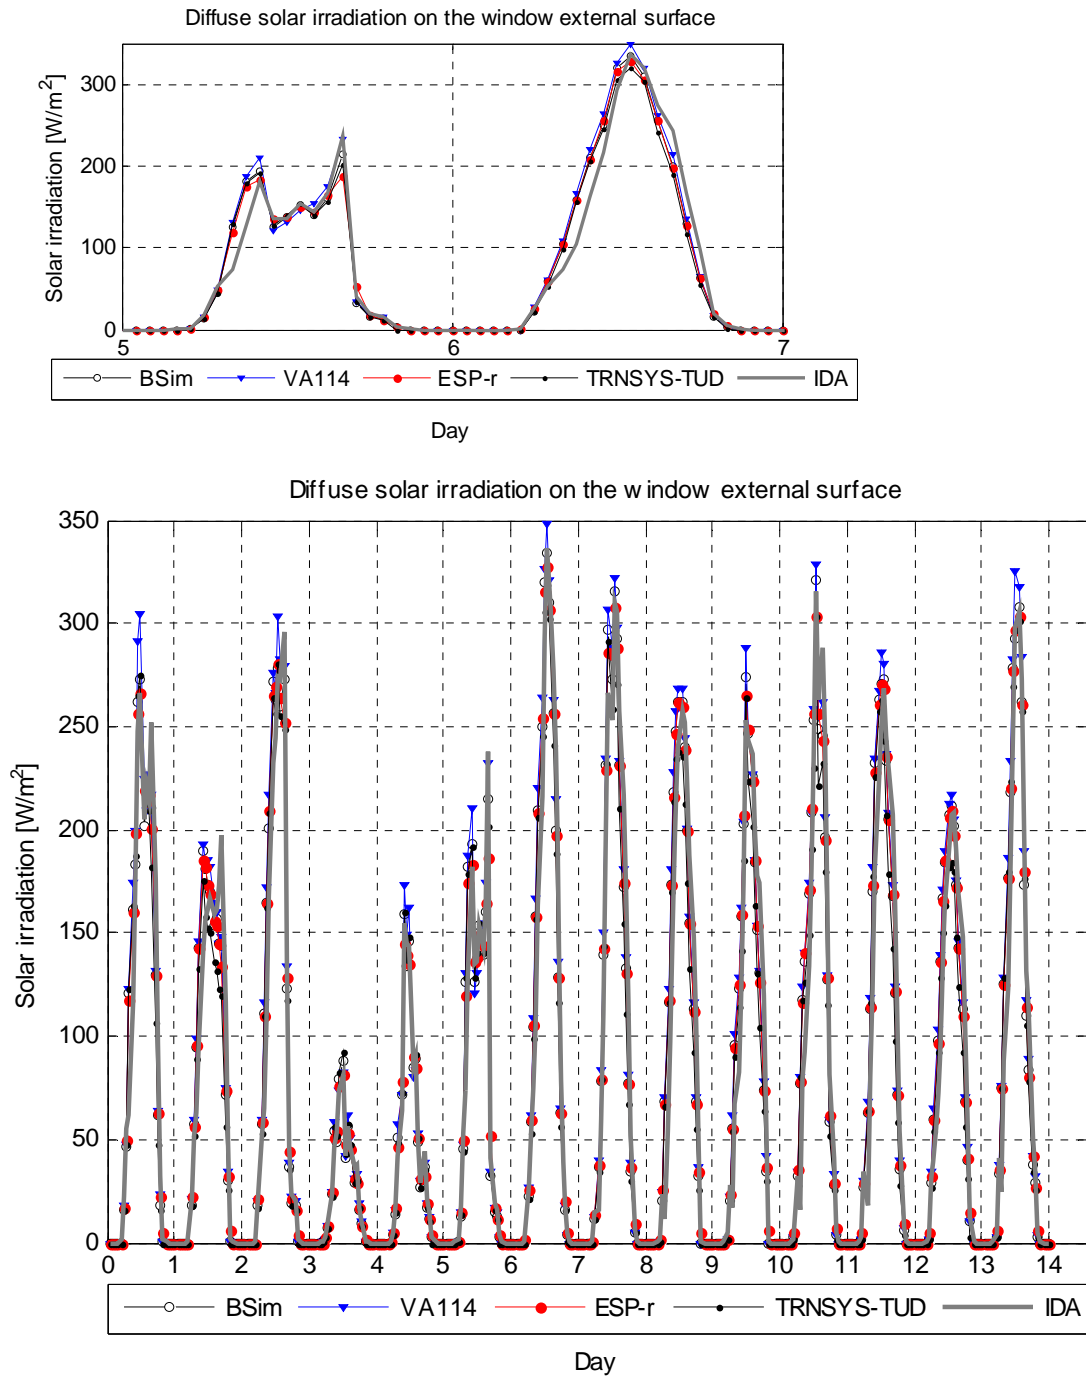 Diffuse solar irradiation on the window external surface
Solar irradiation [W/m²]
300
200
100
0
5 6 7
BSim VA114 ESP-r TRNSYS-TUD IDA
Day
Diffuse solar irradiation on the window external surface
Solar irradiation [W/m²]
350
300
250
200
150
100
50
0
0 1 2 3 4 5 6 7 8 9 10 11 12 13 14
BSim VA114 ESP-r TRNSYS-TUD IDA
Day